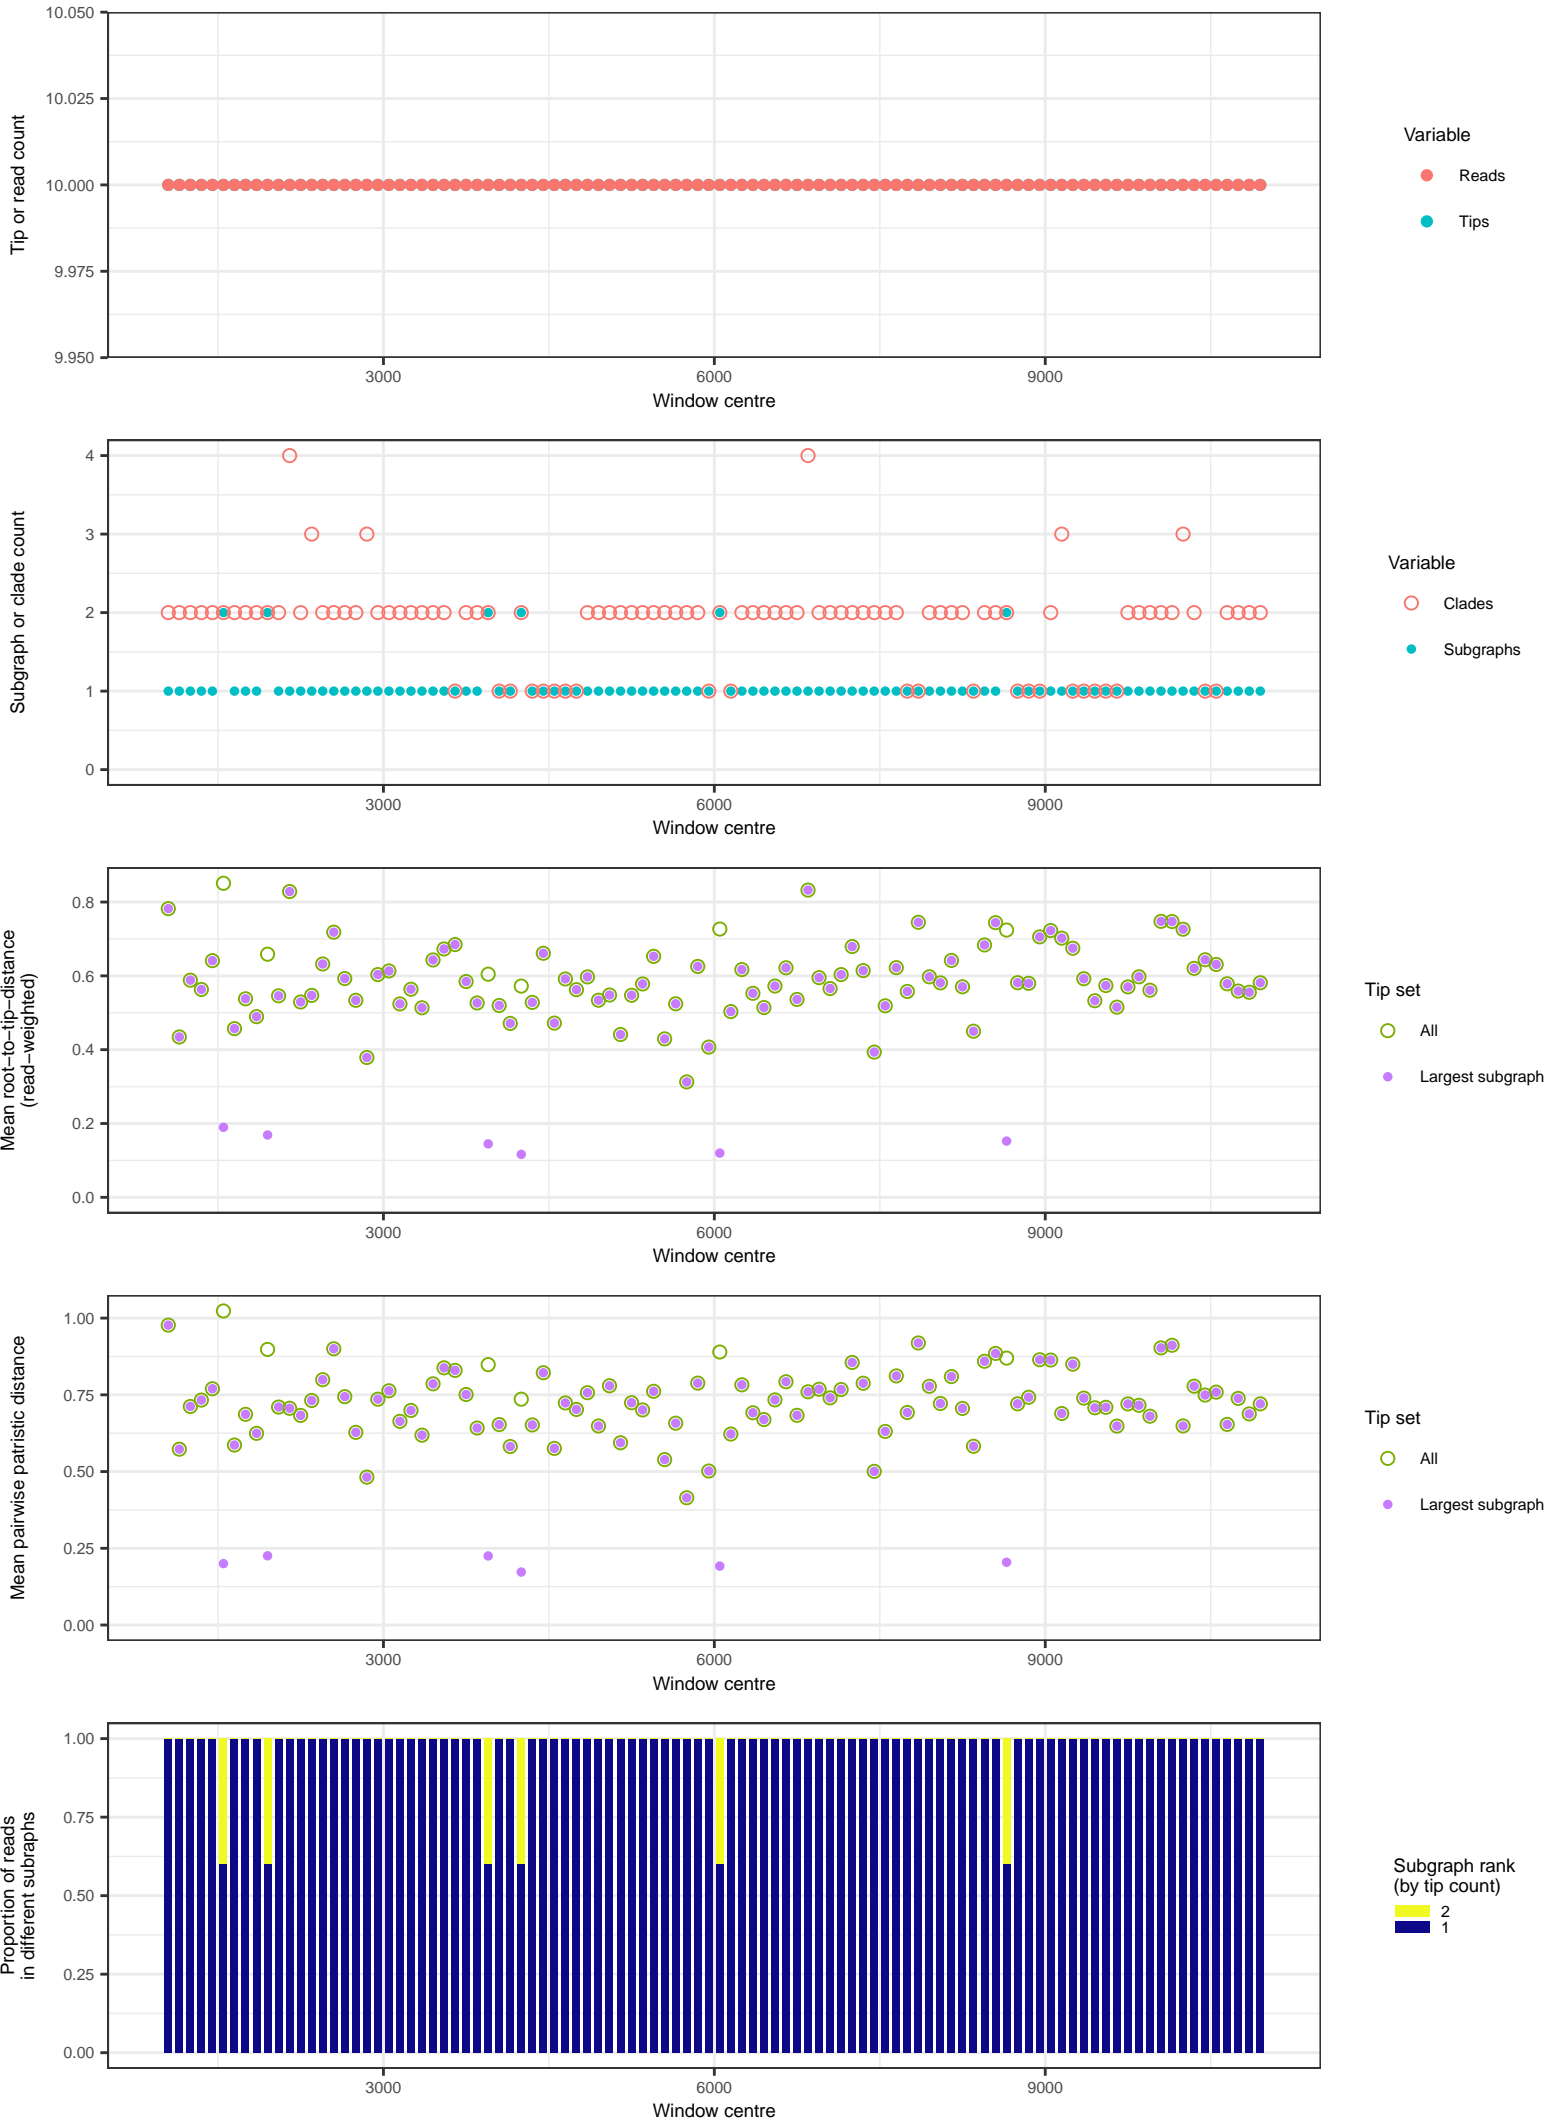 10.050
10.025
10.000
9.975
9.950
Tip or read count
3000
6000
9000
Window centre
Variable
Reads
Tips
4
3
2
1
0
Subgraph or clade count
3000
6000
9000
Window centre
Variable
Clades
Subgraphs
0.8
0.6
0.4
0.2
0.0
Mean root−to−tip−distance
(read−weighted)
3000
6000
9000
Window centre
Tip set
All
Largest subgraph
1.00
0.75
0.50
0.25
0.00
Mean pairwise patristic distance
3000
6000
9000
Window centre
Tip set
All
Largest subgraph
1.00
0.75
0.50
0.25
0.00
Proportion of reads
in different subraphs
3000
6000
9000
Window centre
Subgraph rank
(by tip count)
2
1